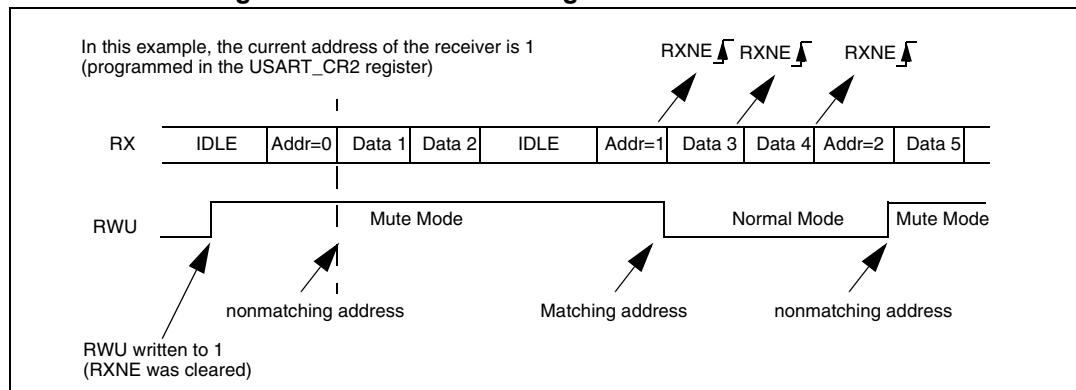 In this example, the current address of the receiver is 1
(programmed in the USART_CR2 register)
RXNE RXNE RXNE
RX IDLE Addr=0 Data 1 Data 2 IDLE Addr=1 Data 3 Data 4 Addr=2 Data 5
RWU Mute Mode Normal Mode Mute Mode
nonmatching address Matching address nonmatching address
RWU written to 1
(RXNE was cleared)